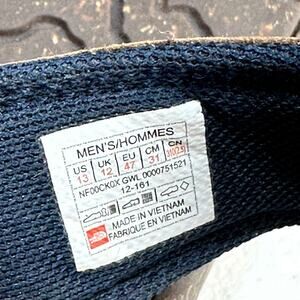 MEN'S/HOMMES
US UK EU CM CN
13 12 47 31
NF00CK0X GWL 0000751521
12-161
MADE IN VIETNAM
FABRIQUE EN VIETNAM